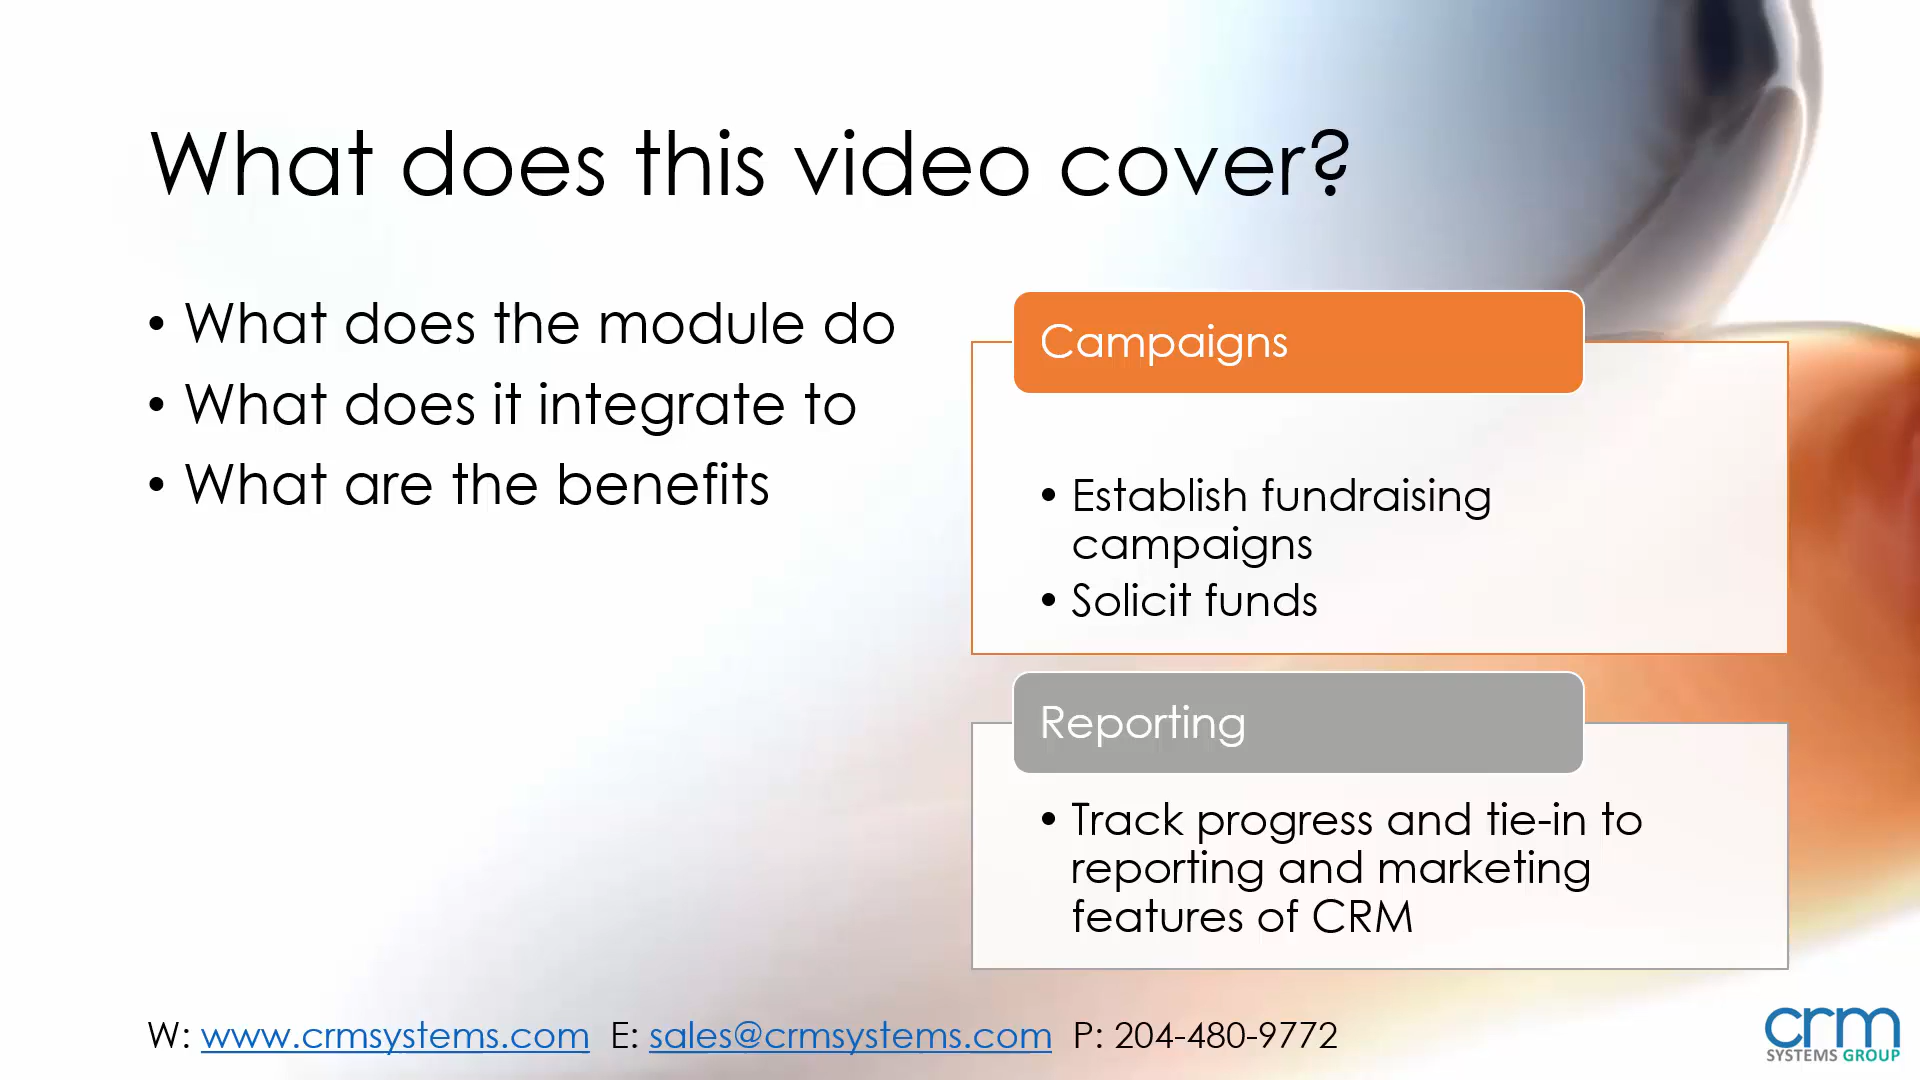 What does this video cover?
• What does the module do
• What does it integrate to
• What are the benefits
Campaigns
• Establish fundraising
campaigns
• Solicit funds
Reporting
• Track progress and tie-in to
reporting and marketing
features of CRM
W: www.crmsystems.com E: sales@crmsystems.com P: 204-480-9772
crm
SYSTEMS GROUP